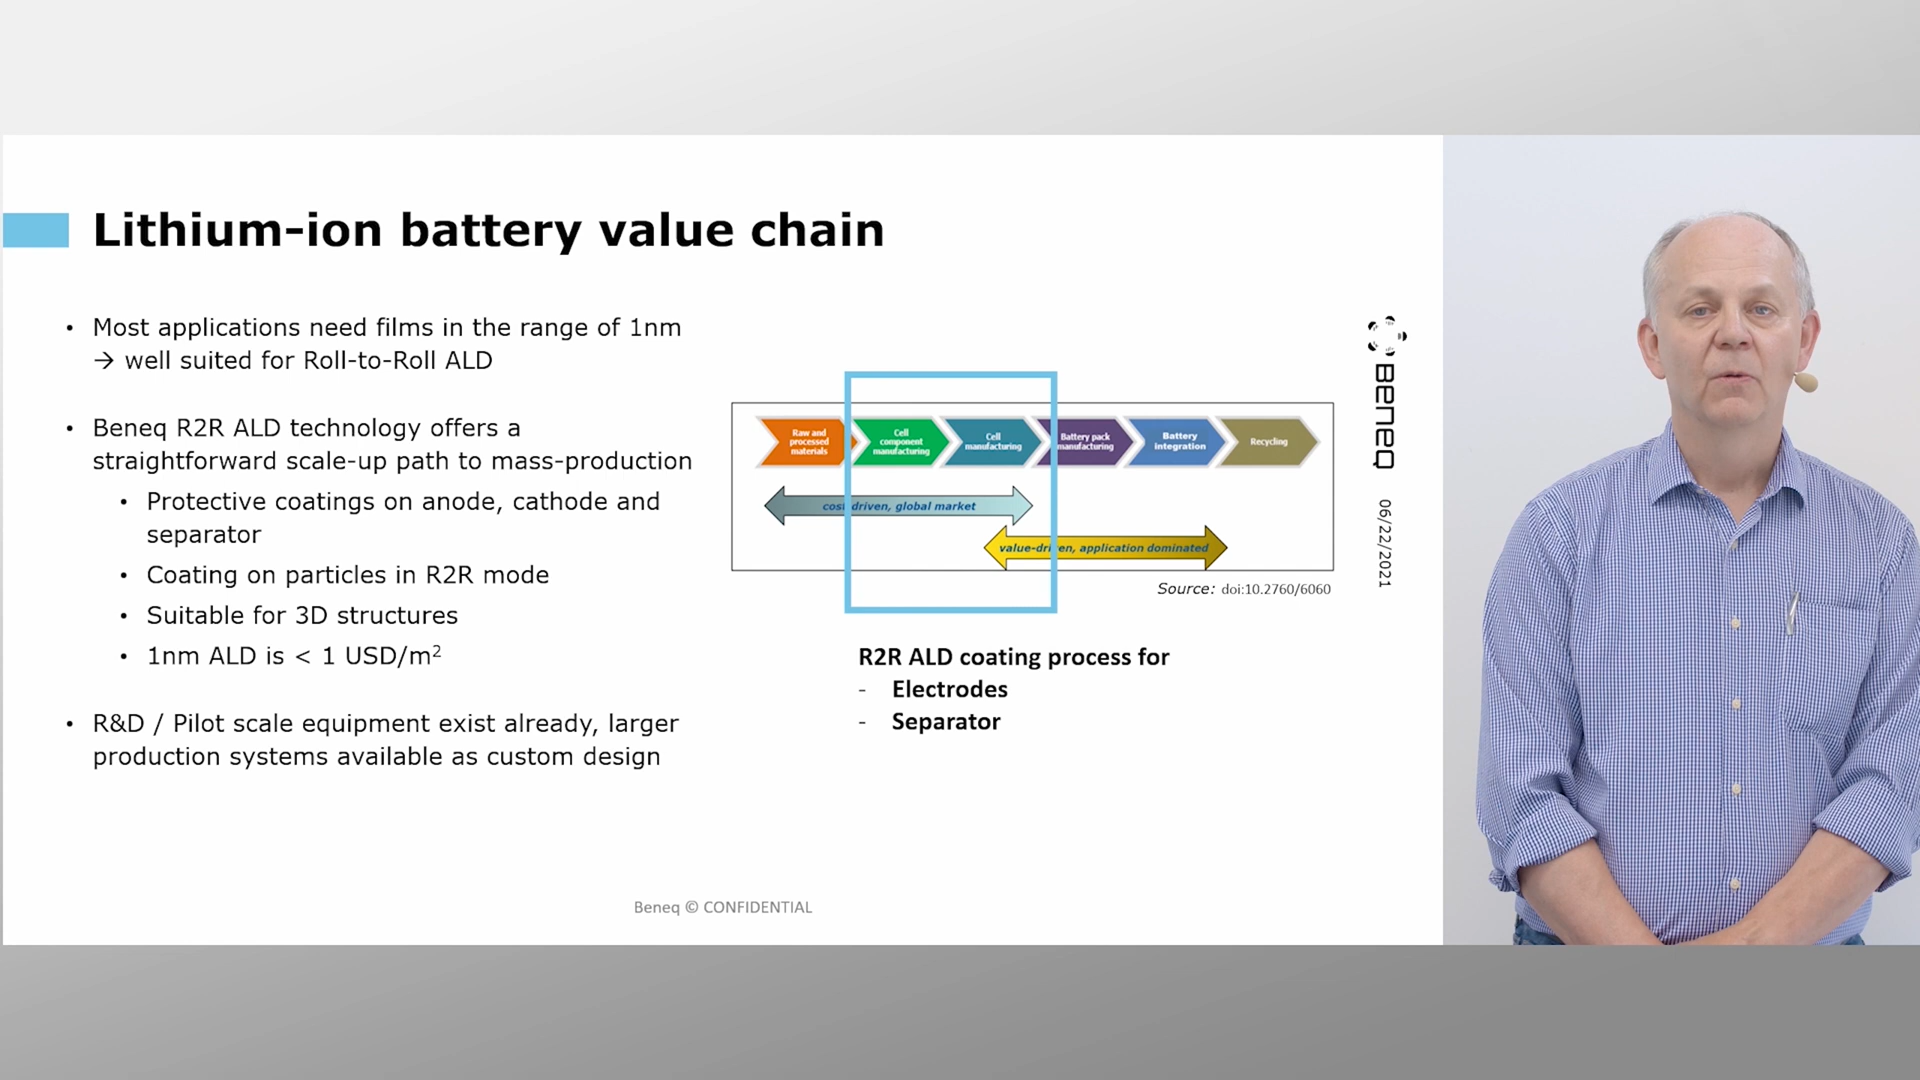 Lithium-ion battery value chain
• Most applications need films in the range of 1nm
→ well suited for Roll-to-Roll ALD
• Beneq R2R ALD technology offers a
straightforward scale-up path to mass-production
• Protective coatings on anode, cathode and
separator
• Coating on particles in R2R mode
• Suitable for 3D structures
• 1nm ALD is < 1 USD/m²
• R&D / Pilot scale equipment exist already, larger
production systems available as custom design
Raw and
processed
materials
Cell
component
manufacturing
Cell
manufacturing
Battery pack
manufacturing
Battery
integration
Recycling
cost-driven, global market
value-driven, application dominated
Source: doi:10.2760/6060
R2R ALD coating process for
- Electrodes
- Separator
Beneq
06/22/2021
Beneq © CONFIDENTIAL